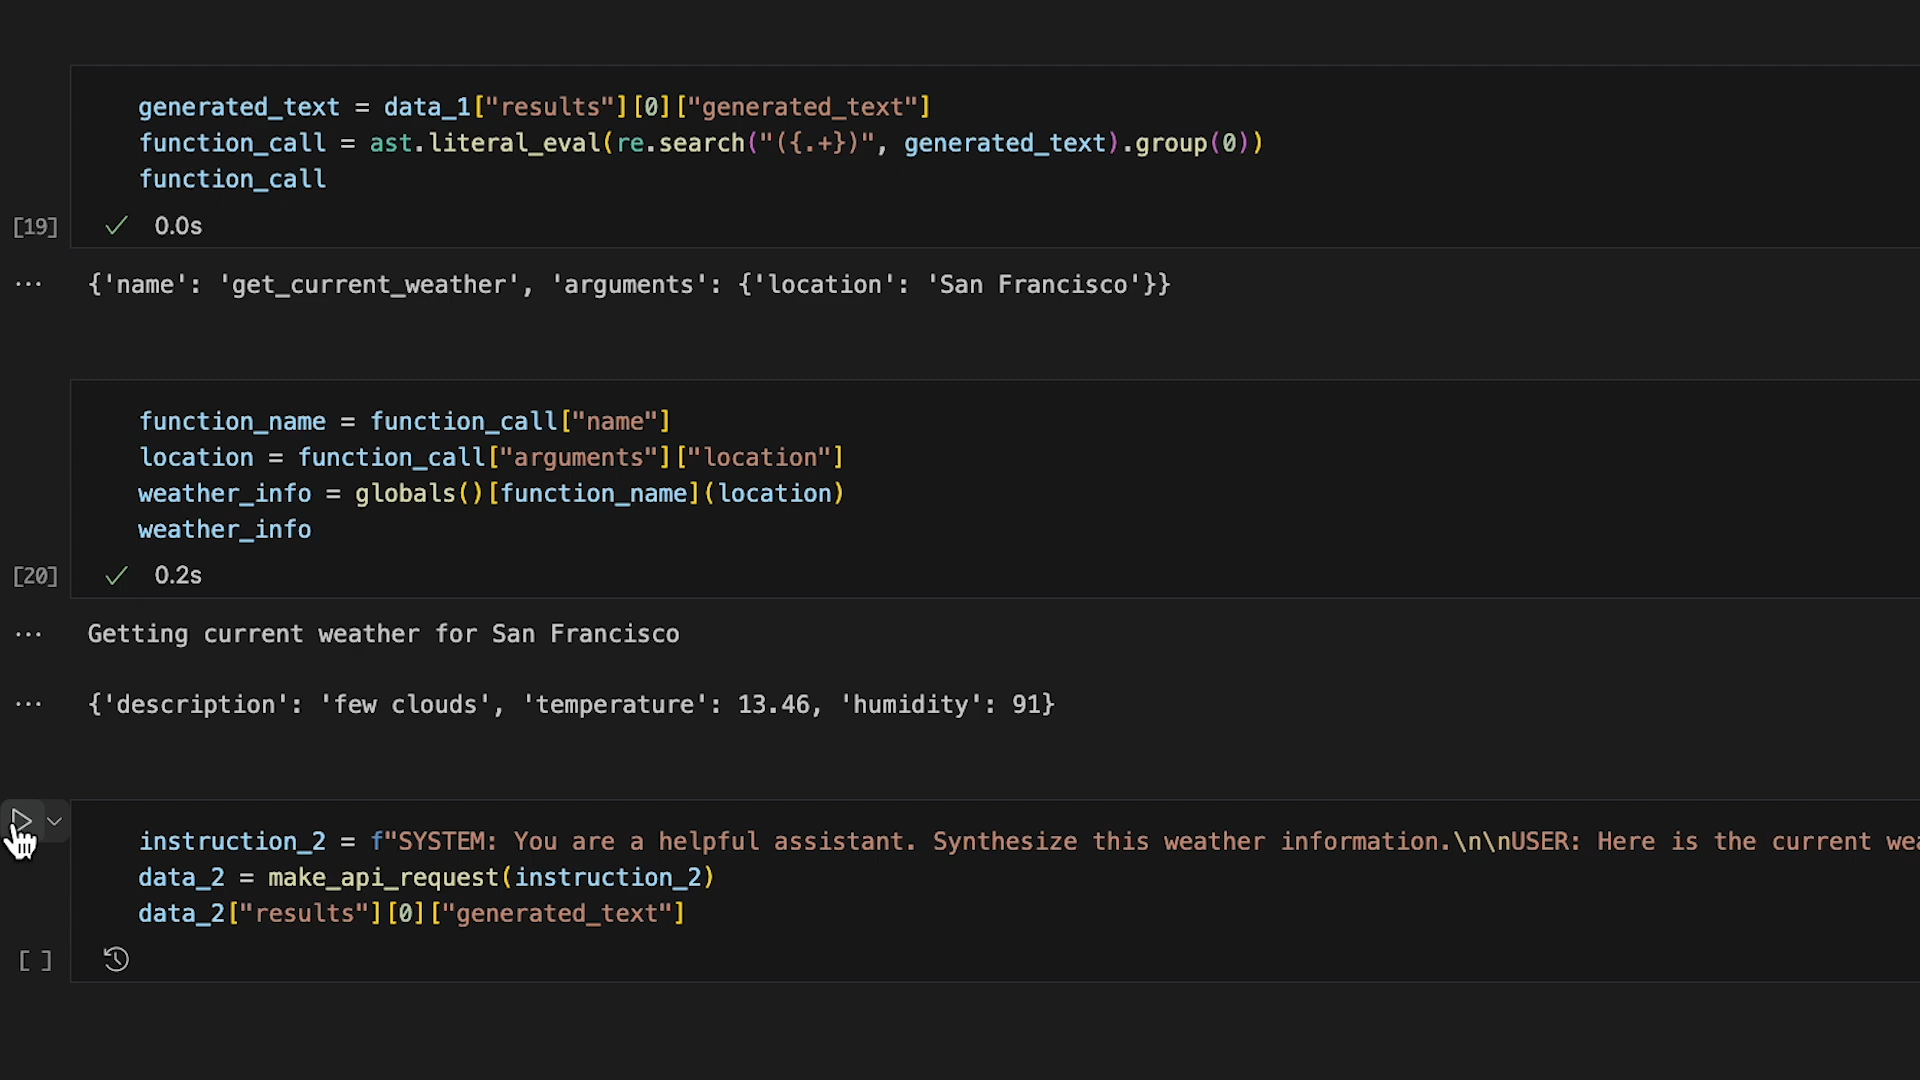 generated_text = data_1["results"][0]["generated_text"]
function_call = ast.literal_eval(re.search("({.+})", generated_text).group(0))
function_call
[19] 0.0s
... {'name': 'get_current_weather', 'arguments': {'location': 'San Francisco'}}
function_name = function_call["name"]
location = function_call["arguments"]["location"]
weather_info = globals()[function_name](location)
weather_info
[20] 0.2s
... Getting current weather for San Francisco
... {'description': 'few clouds', 'temperature': 13.46, 'humidity': 91}
instruction_2 = f"SYSTEM: You are a helpful assistant. Synthesize this weather information.\n\nUSER: Here is the current wea
data_2 = make_api_request(instruction_2)
data_2["results"][0]["generated_text"]
[ ]